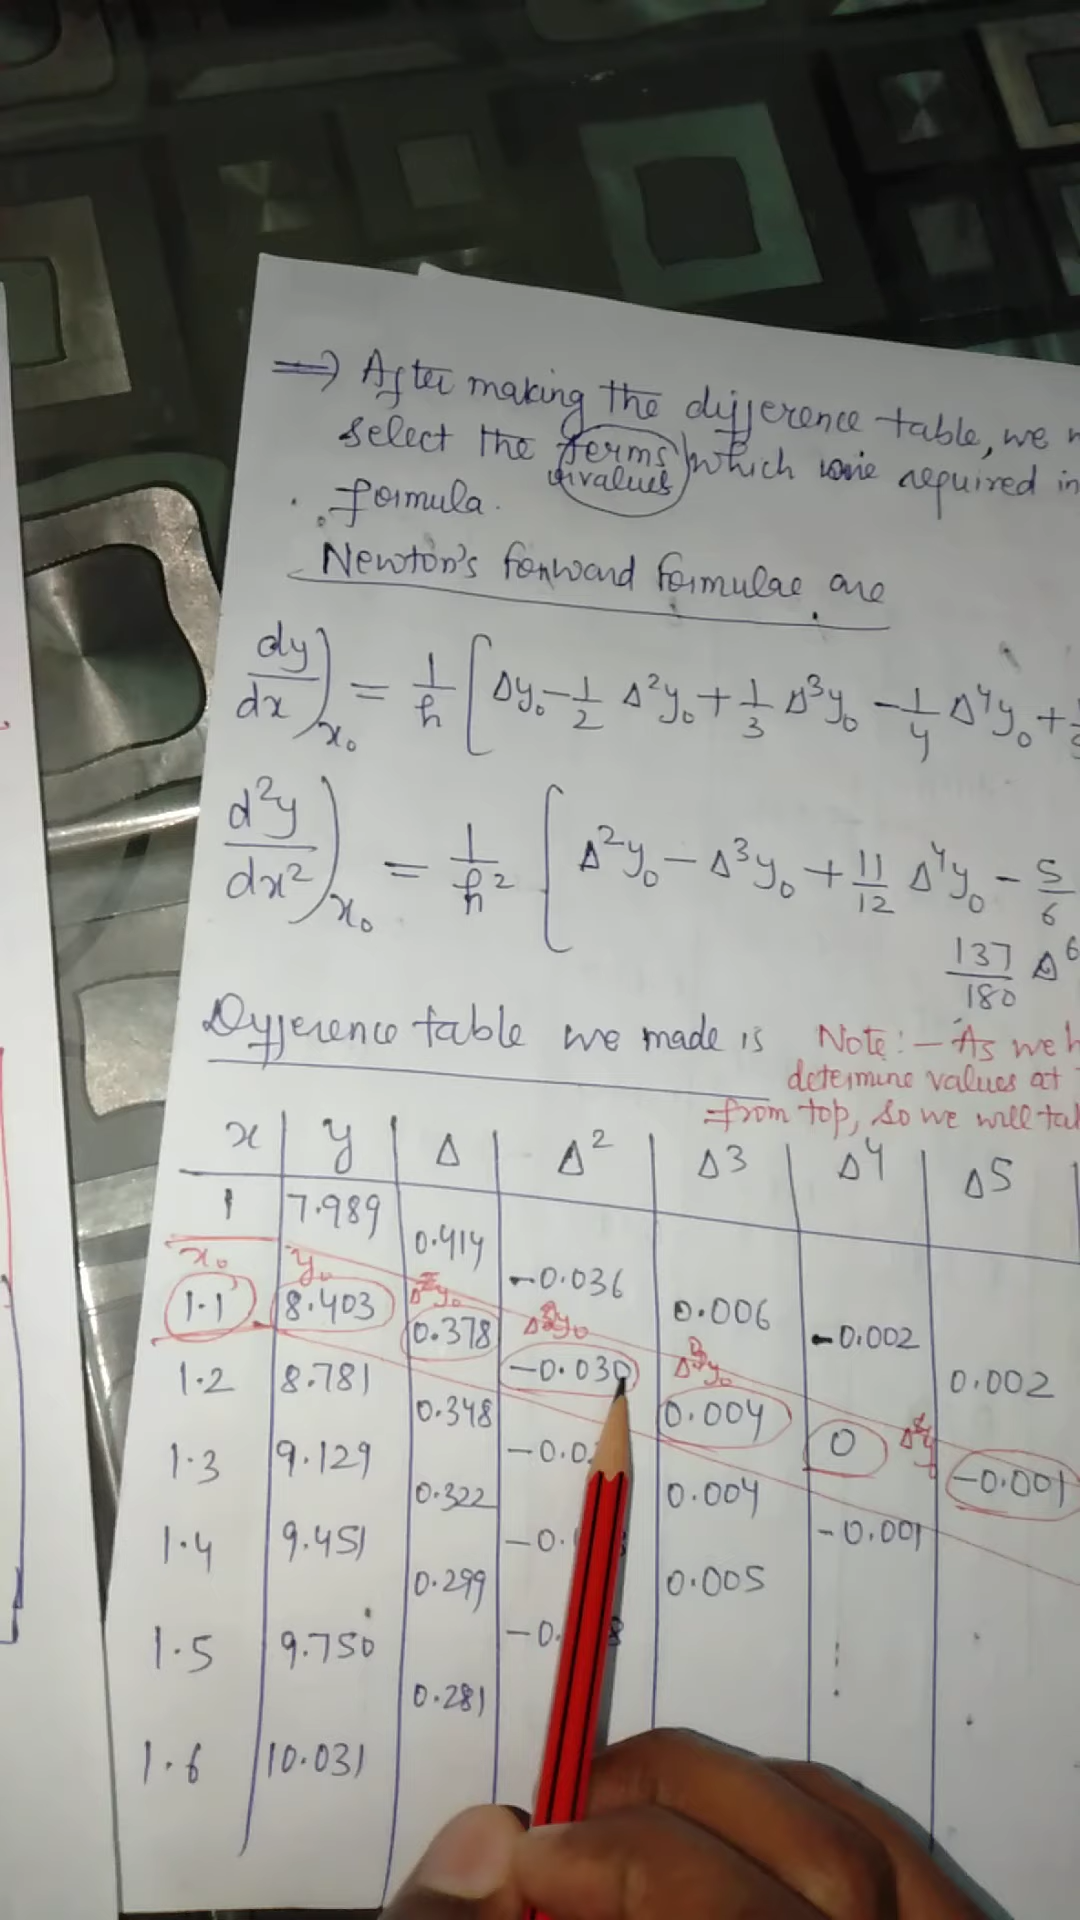 ⟹ After making the difference table, we
select the terms which are required in
values
formula.
Newton's forward formulae are
dy/dx)x₀ = 1/h [Δy₀ − 1/2 Δ²y₀ + 1/3 Δ³y₀ − 1/4 Δ⁴y₀ +
d²y/dx²)x₀ = 1/h² [Δ²y₀ − Δ³y₀ + 11/12 Δ⁴y₀ − 5/6
137/180 Δ⁶
Difference table we made is
Note:- As we
determine values at
from top, so we will
x y Δ Δ2 Δ3 Δ4 Δ5
1 7.989
0.414
x₀ y₀
-0.036
1.1 8.403
0.006
0.378
-0.002
-0.030
1.2 8.781
0.002
0.348
0.004
0
-0.001
1.3 9.129
0.322
0.004
-0.001
1.4 9.451
0.299
0.005
1.5 9.750
0.281
1.6 10.031